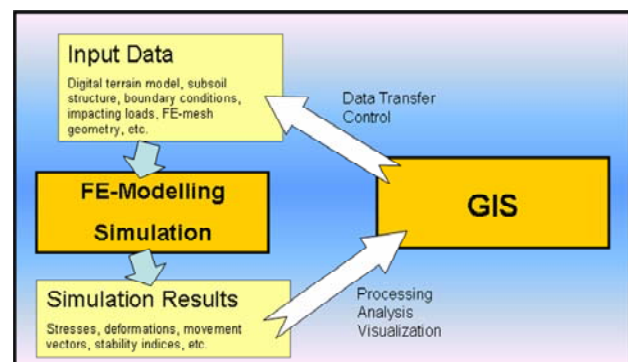 Input Data
Digital terrain model, subsoil
structure, boundary conditions,
impacting loads, FE-mesh
geometry, etc.
Data Transfer
Control
FE-Modelling
Simulation
GIS
Simulation Results
Stresses, deformations, movement
vectors, stability indices, etc.
Processing
Analysis
Visualization